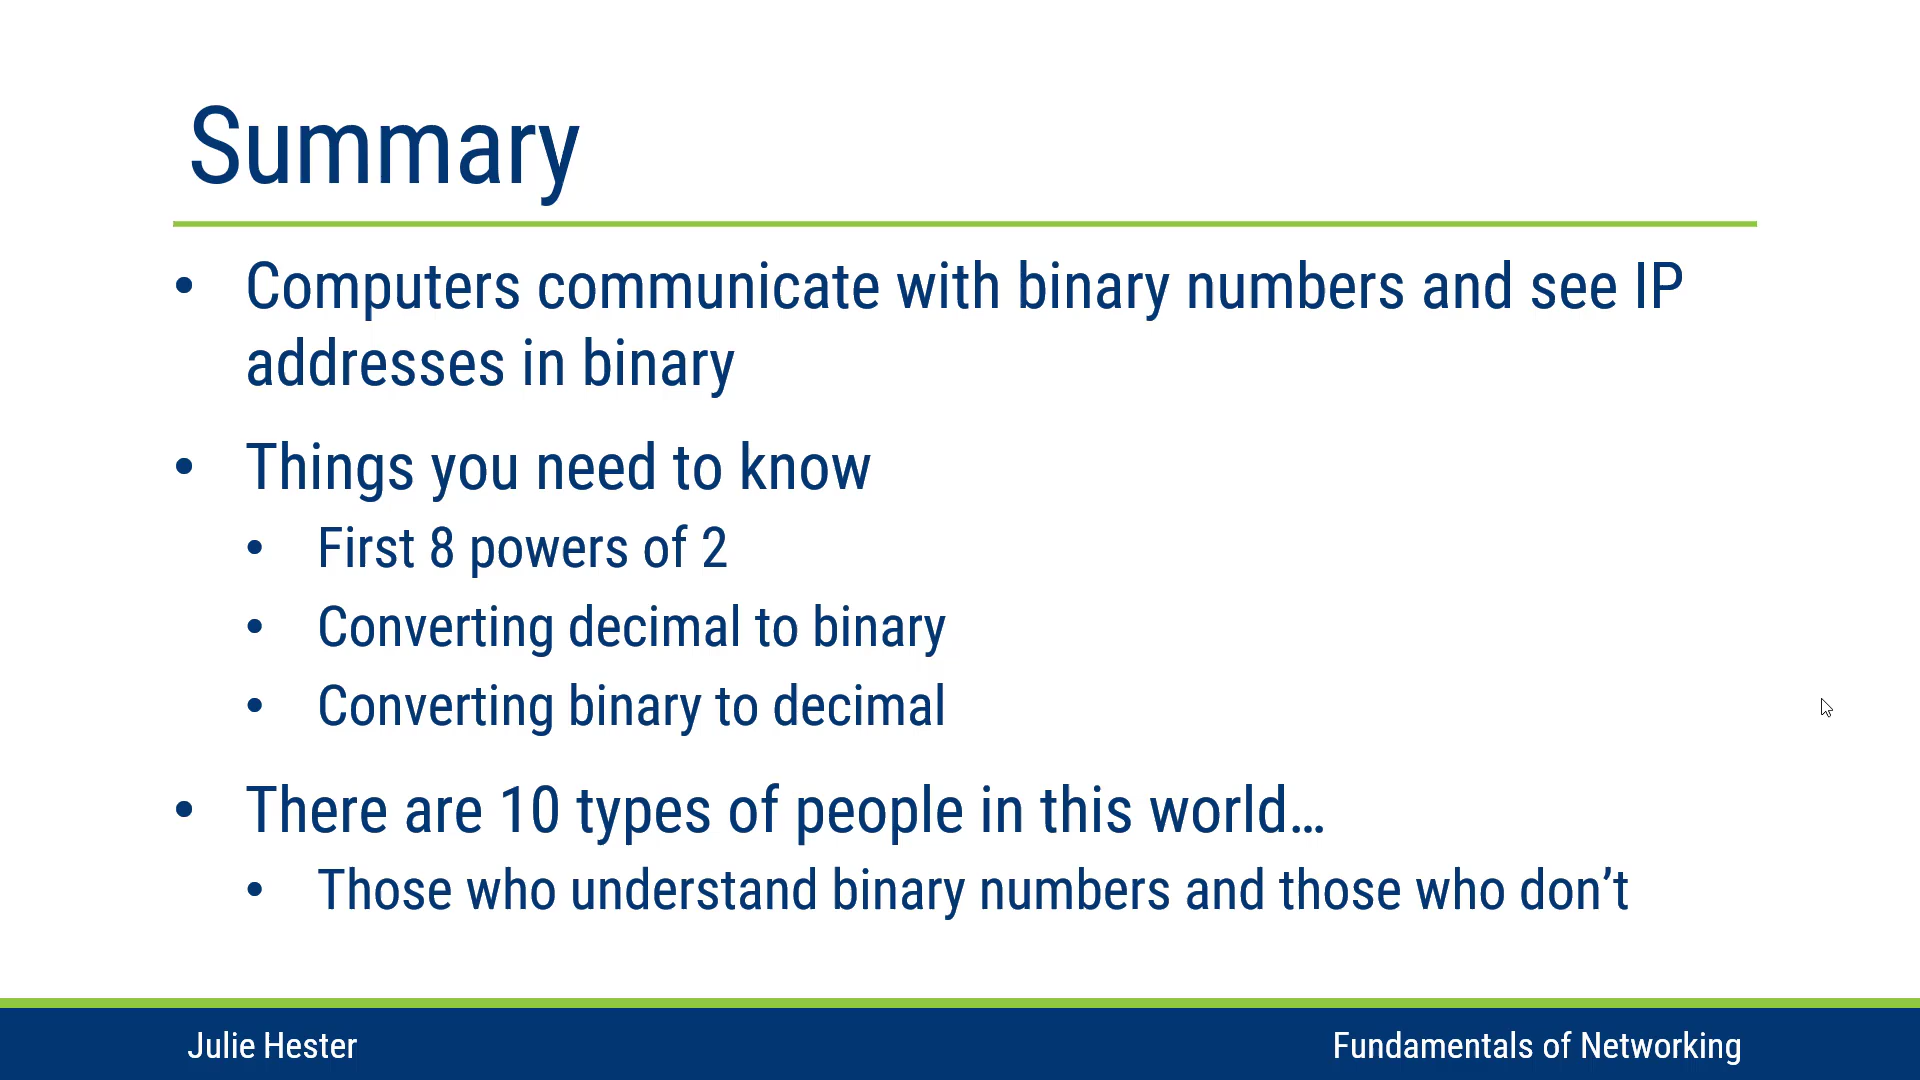 Summary
• Computers communicate with binary numbers and see IP
addresses in binary
• Things you need to know
• First 8 powers of 2
• Converting decimal to binary
• Converting binary to decimal
• There are 10 types of people in this world…
• Those who understand binary numbers and those who don’t
Julie Hester
Fundamentals of Networking